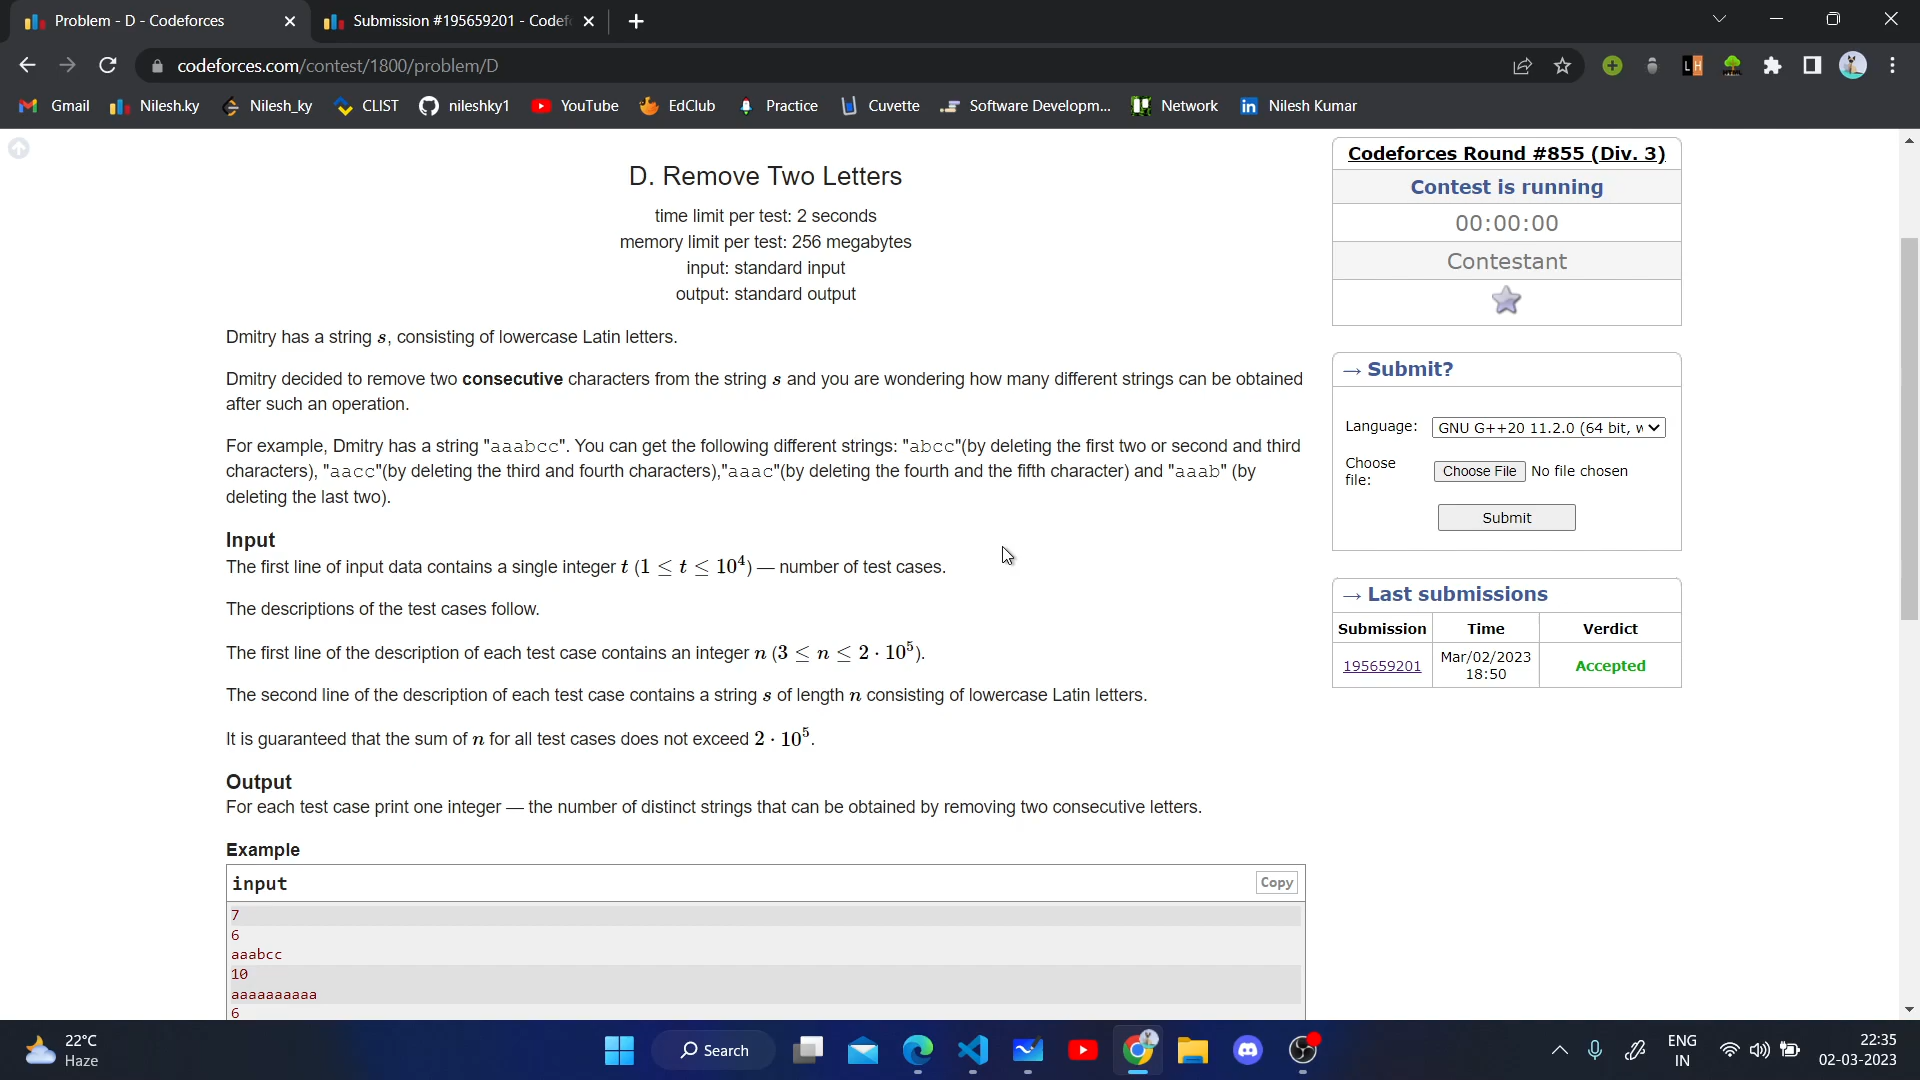 Problem - D - Codeforces
Submission #195659201 - Codef
codeforces.com/contest/1800/problem/D
Gmail
Nilesh.ky
Nilesh_ky
CLIST
nileshky1
YouTube
EdClub
Practice
Cuvette
Software Developm...
Network
Nilesh Kumar
D. Remove Two Letters
time limit per test: 2 seconds
memory limit per test: 256 megabytes
input: standard input
output: standard output
Dmitry has a string s, consisting of lowercase Latin letters.
Dmitry decided to remove two consecutive characters from the string s and you are wondering how many different strings can be obtained
after such an operation.
For example, Dmitry has a string "aaabcc". You can get the following different strings: "abcc"(by deleting the first two or second and third
characters), "aacc"(by deleting the third and fourth characters),"aaac"(by deleting the fourth and the fifth character) and "aaab" (by
deleting the last two).
Input
The first line of input data contains a single integer t (1 ≤ t ≤ 10⁴) — number of test cases.
The descriptions of the test cases follow.
The first line of the description of each test case contains an integer n (3 ≤ n ≤ 2 · 10⁵).
The second line of the description of each test case contains a string s of length n consisting of lowercase Latin letters.
It is guaranteed that the sum of n for all test cases does not exceed 2 · 10⁵.
Output
For each test case print one integer — the number of distinct strings that can be obtained by removing two consecutive letters.
Example
input
Copy
7
6
aaabcc
10
aaaaaaaaaa
6
Codeforces Round #855 (Div. 3)
Contest is running
00:00:00
Contestant
→ Submit?
Language: GNU G++20 11.2.0 (64 bit, w
Choose
file:
Choose File No file chosen
Submit
→ Last submissions
Submission Time Verdict
195659201 Mar/02/2023
18:50
Accepted
22°C
Haze
Search
ENG
IN
22:35
02-03-2023